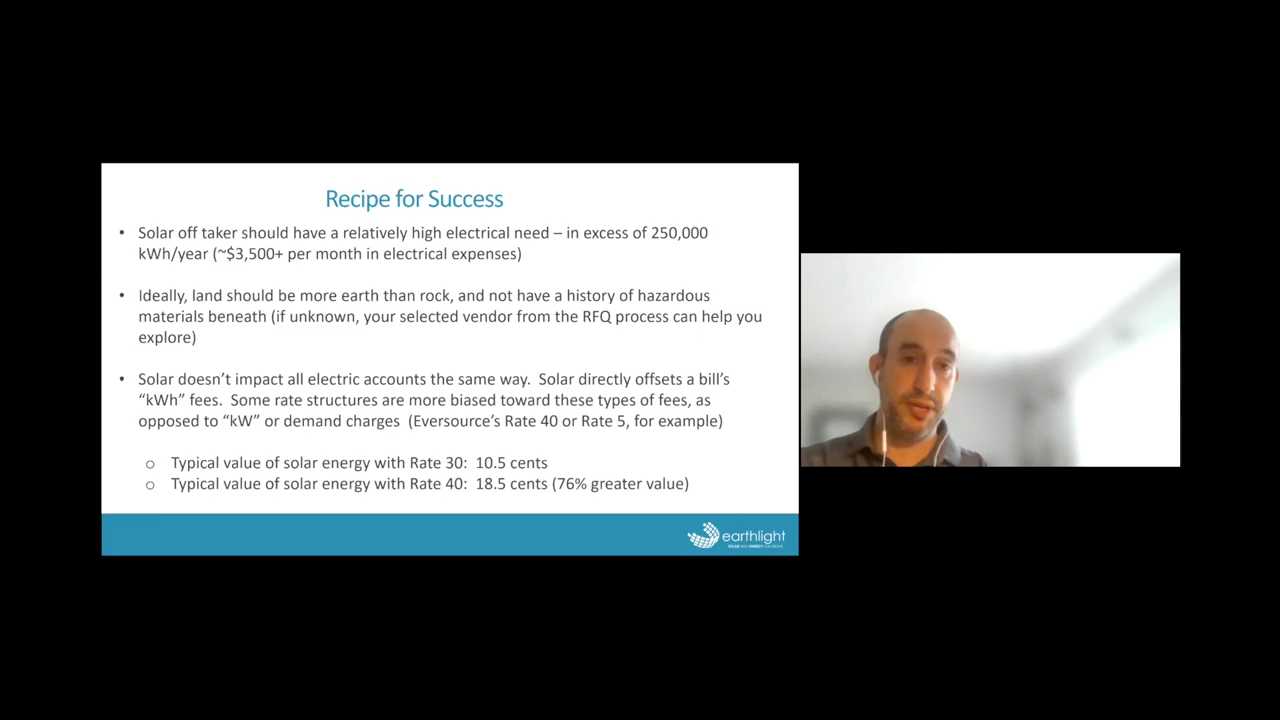 Recipe for Success
• Solar off taker should have a relatively high electrical need – in excess of 250,000
kWh/year (~$3,500+ per month in electrical expenses)
• Ideally, land should be more earth than rock, and not have a history of hazardous
materials beneath (if unknown, your selected vendor from the RFQ process can help you
explore)
• Solar doesn’t impact all electric accounts the same way.  Solar directly offsets a bill’s
“kWh” fees.  Some rate structures are more biased toward these types of fees, as
opposed to “kW” or demand charges  (Eversource’s Rate 40 or Rate 5, for example)
o Typical value of solar energy with Rate 30:  10.5 cents
o Typical value of solar energy with Rate 40:  18.5 cents (76% greater value)
earthlight
SOLAR AND ENERGY SOLUTIONS